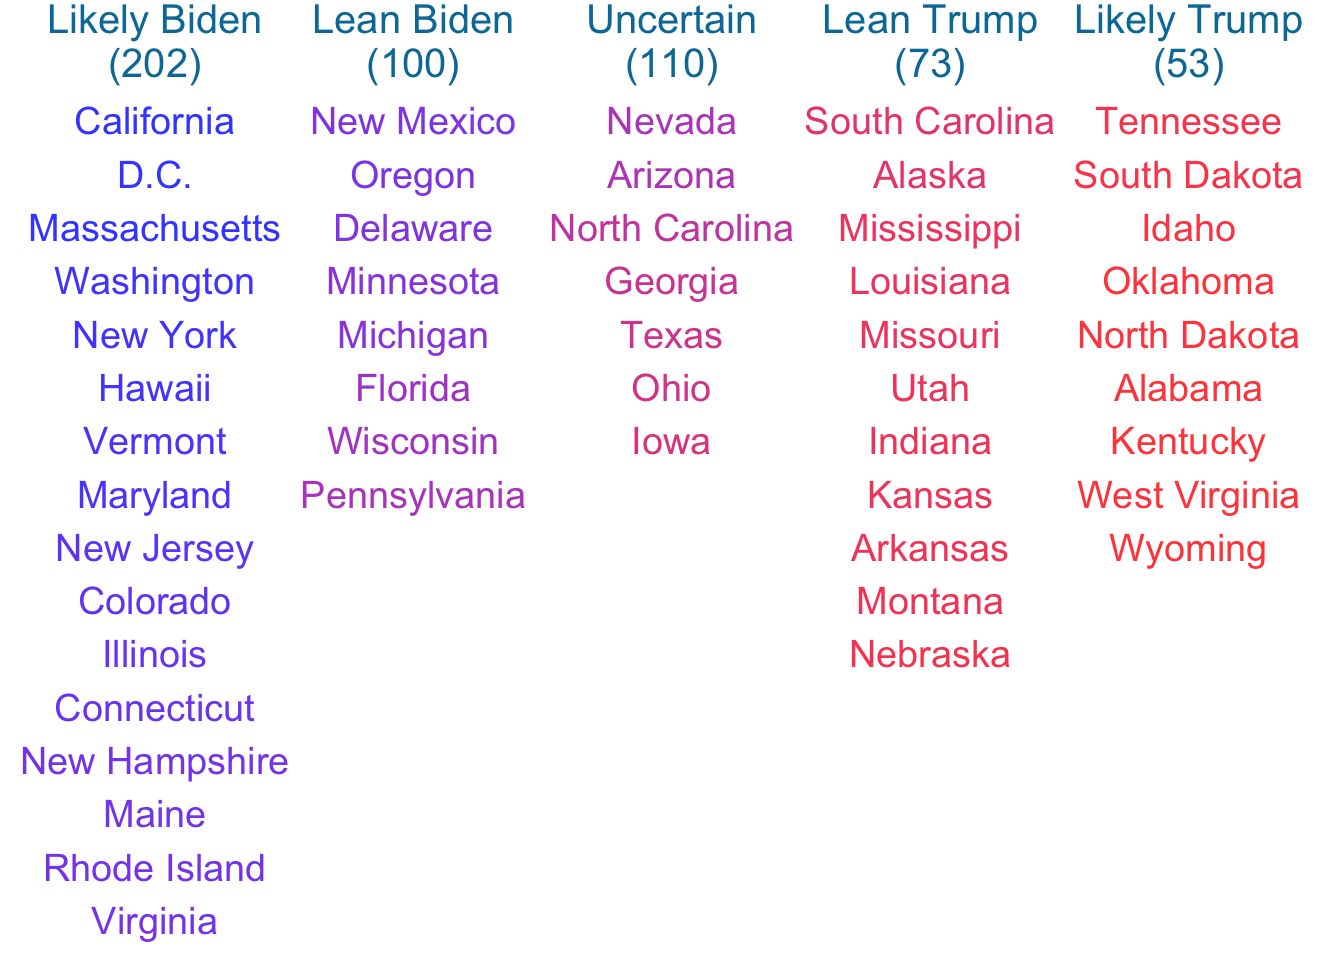 Likely Biden
(202)
California
D.C.
Massachusetts
Washington
New York
Hawaii
Vermont
Maryland
New Jersey
Colorado
Illinois
Connecticut
New Hampshire
Maine
Rhode Island
Virginia
Lean Biden
(100)
New Mexico
Oregon
Delaware
Minnesota
Michigan
Florida
Wisconsin
Pennsylvania
Uncertain
(110)
Nevada
Arizona
North Carolina
Georgia
Texas
Ohio
Iowa
Lean Trump
(73)
South Carolina
Alaska
Mississippi
Louisiana
Missouri
Utah
Indiana
Kansas
Arkansas
Montana
Nebraska
Likely Trump
(53)
Tennessee
South Dakota
Idaho
Oklahoma
North Dakota
Alabama
Kentucky
West Virginia
Wyoming